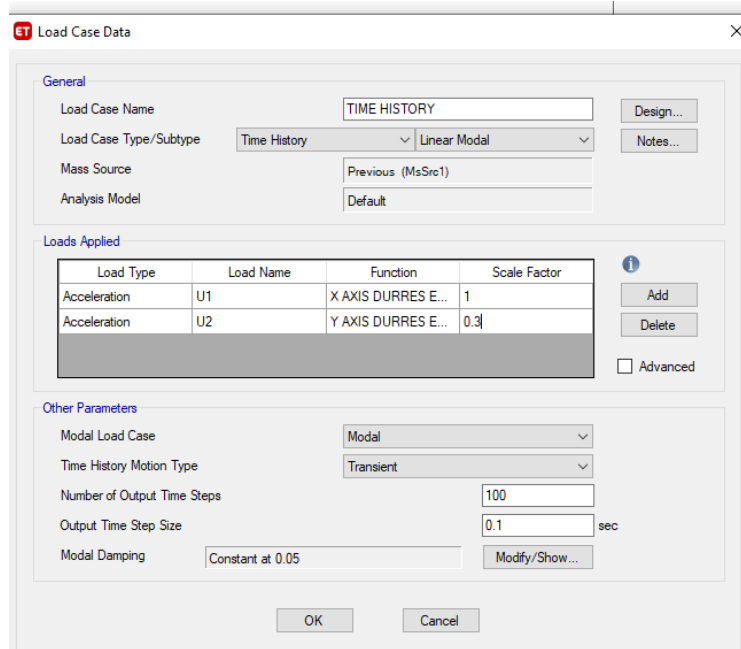 ET Load Case Data
General
Load Case Name TIME HISTORY Design...
Load Case Type/Subtype Time History Linear Modal Notes...
Mass Source Previous (MsSrc1)
Analysis Model Default
Loads Applied
Load Type Load Name Function Scale Factor
Acceleration U1 X AXIS DURRES E... 1 Add
Acceleration U2 Y AXIS DURRES E... 0.3 Delete
Advanced
Other Parameters
Modal Load Case Modal
Time History Motion Type Transient
Number of Output Time Steps 100
Output Time Step Size 0.1 sec
Modal Damping Constant at 0.05 Modify/Show...
OK Cancel